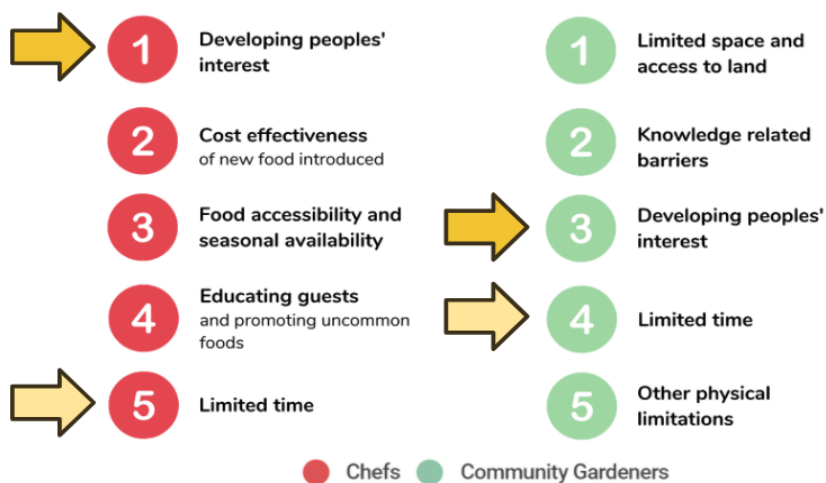 1
Developing peoples'
interest
2
Cost effectiveness
of new food introduced
3
Food accessibility and
seasonal availability
4
Educating guests
and promoting uncommon
foods
5
Limited time
1
Limited space and
access to land
2
Knowledge related
barriers
3
Developing peoples'
interest
4
Limited time
5
Other physical
limitations
Chefs
Community Gardeners